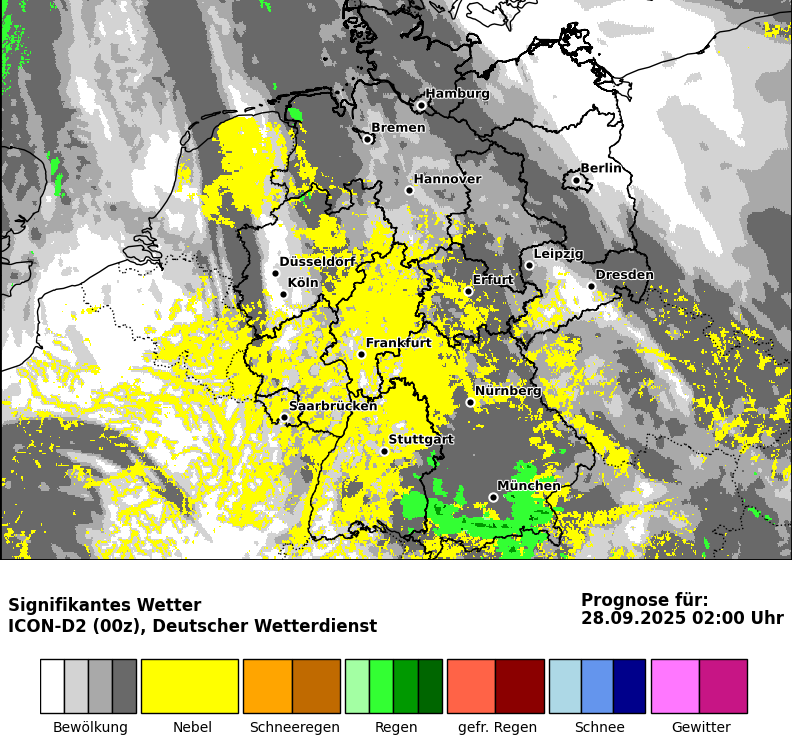 Hamburg
Bremen
Berlin
Hannover
Leipzig
Düsseldorf
Dresden
Köln
Erfurt
Frankfurt
Nürnberg
Saarbrücken
Stuttgart
München
Signifikantes Wetter
ICON-D2 (00z), Deutscher Wetterdienst
Prognose für:
28.09.2025 02:00 Uhr
Bewölkung Nebel Schneeregen Regen gefr. Regen Schnee Gewitter